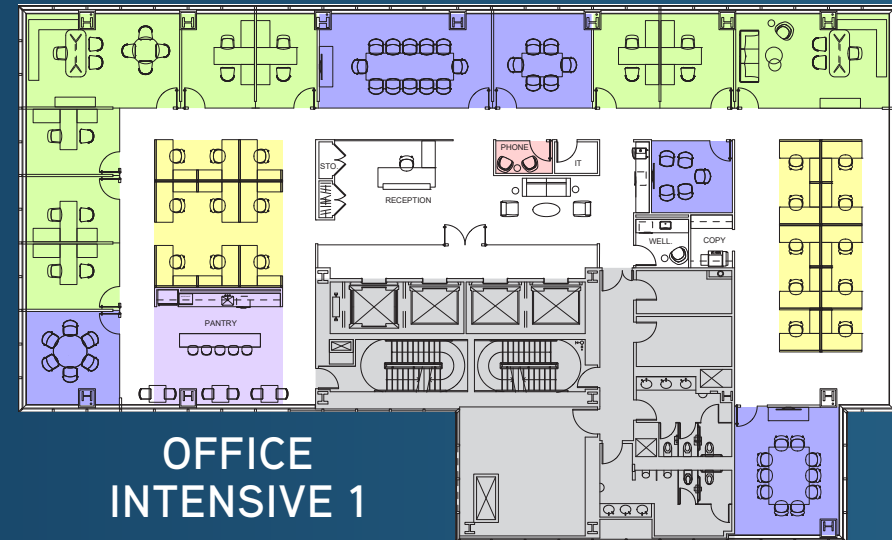 PHONE
STO
IT
RECEPTION
WELL.
COPY
PANTRY
OFFICE
INTENSIVE 1